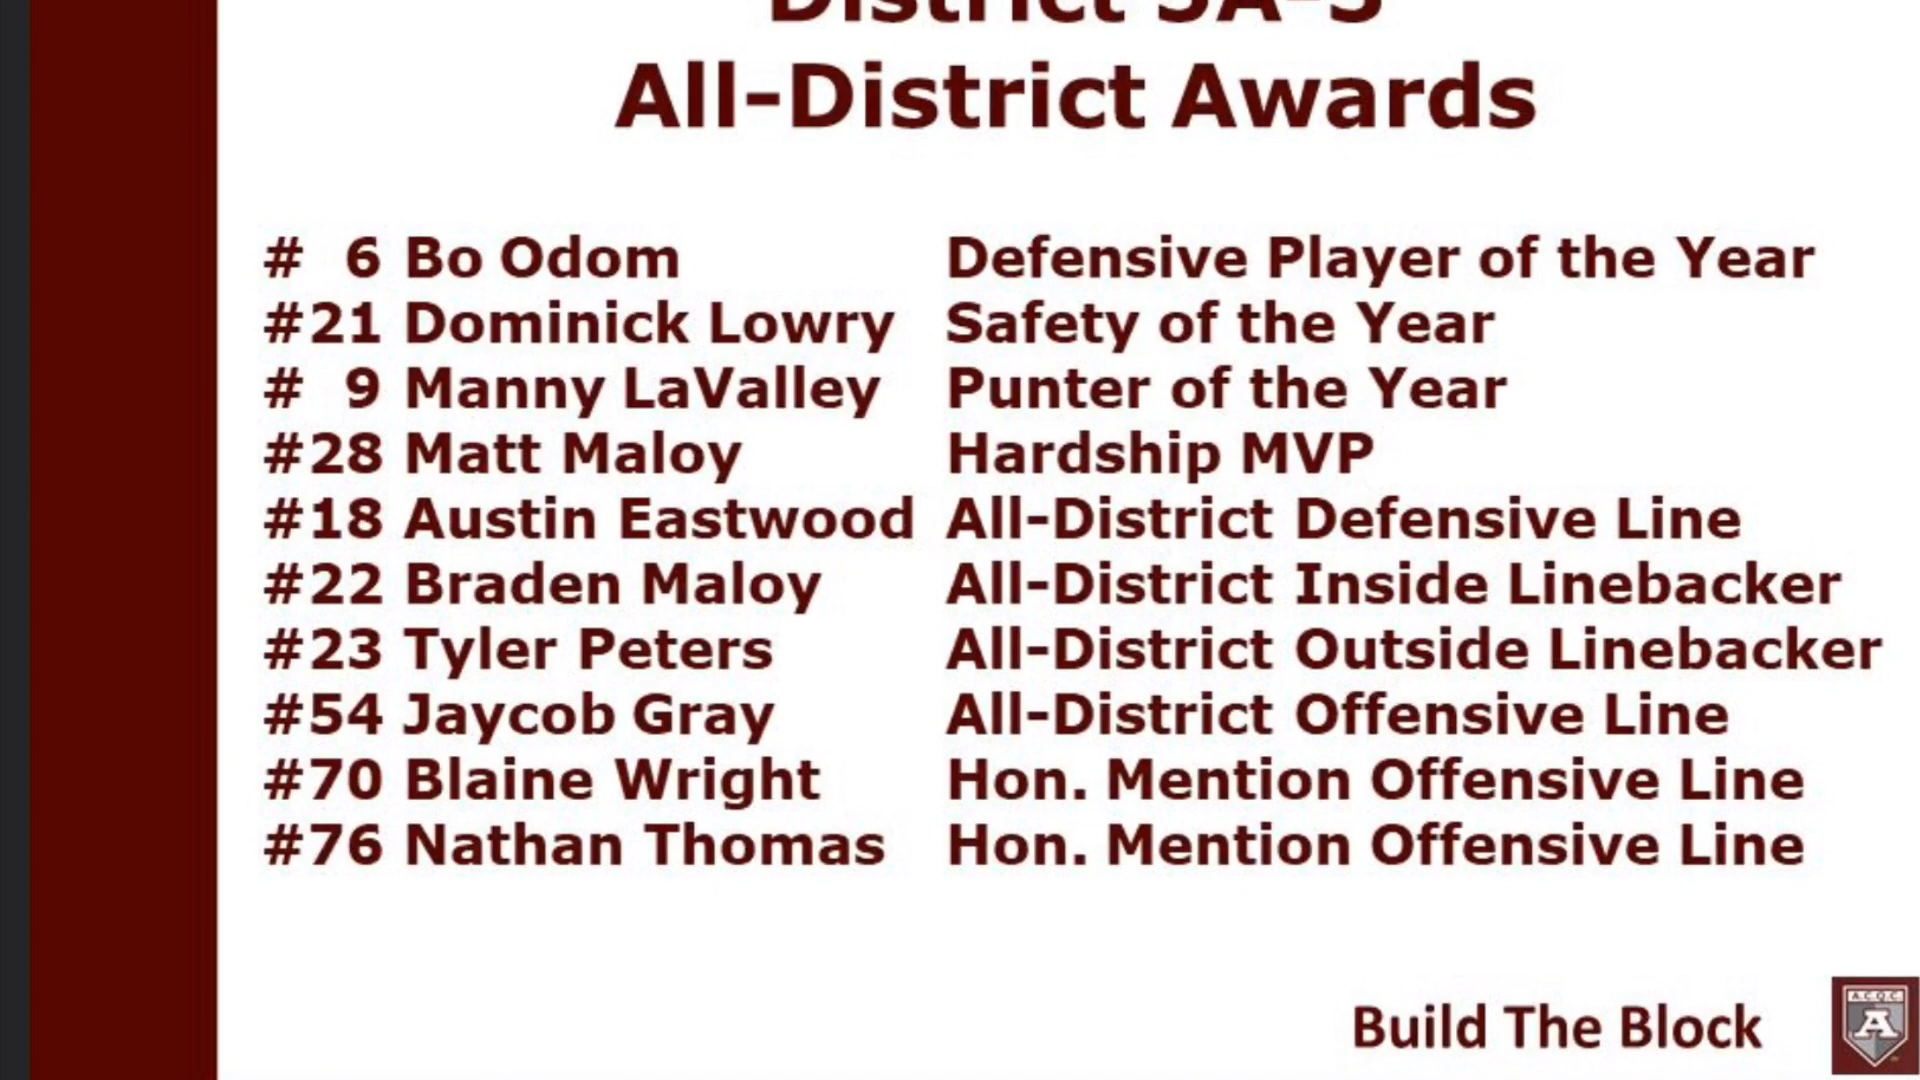 District 5A-3
All-District Awards
# 6 Bo Odom Defensive Player of the Year
#21 Dominick Lowry Safety of the Year
# 9 Manny LaValley Punter of the Year
#28 Matt Maloy Hardship MVP
#18 Austin Eastwood All-District Defensive Line
#22 Braden Maloy All-District Inside Linebacker
#23 Tyler Peters All-District Outside Linebacker
#54 Jaycob Gray All-District Offensive Line
#70 Blaine Wright Hon. Mention Offensive Line
#76 Nathan Thomas Hon. Mention Offensive Line
Build The Block
A.C.O.C.
A